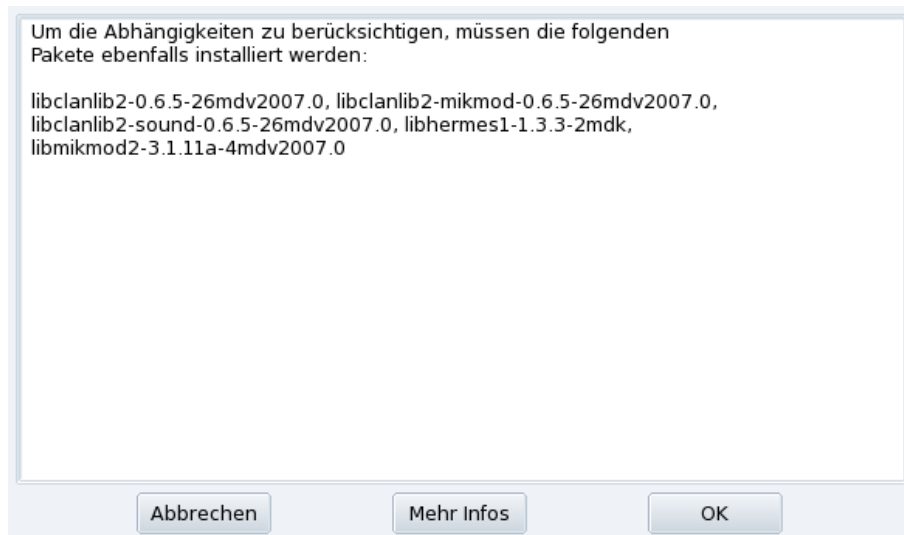 Um die Abhängigkeiten zu berücksichtigen, müssen die folgenden
Pakete ebenfalls installiert werden:
libclanlib2-0.6.5-26mdv2007.0, libclanlib2-mikmod-0.6.5-26mdv2007.0,
libclanlib2-sound-0.6.5-26mdv2007.0, libhermes1-1.3.3-2mdk,
libmikmod2-3.1.11a-4mdv2007.0
Abbrechen Mehr Infos OK